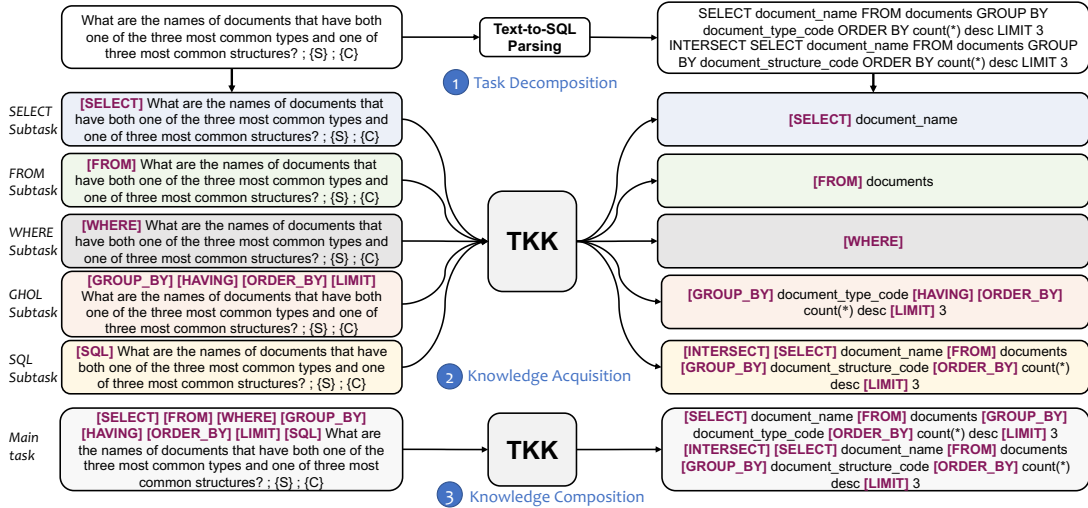 What are the names of documents that have both
one of the three most common types and one of
three most common structures? ; {S} ; {C}
Text-to-SQL
Parsing
SELECT document_name FROM documents GROUP BY
document_type_code ORDER BY count(*) desc LIMIT 3
INTERSECT SELECT document_name FROM documents GROUP
BY document_structure_code ORDER BY count(*) desc LIMIT 3
1 Task Decomposition
SELECT
Subtask
[SELECT] What are the names of documents that
have both one of the three most common types and
one of three most common structures? ; {S} ; {C}
[SELECT] document_name
FROM
Subtask
[FROM] What are the names of documents that
have both one of the three most common types and
one of three most common structures? ; {S} ; {C}
[FROM] documents
WHERE
Subtask
[WHERE] What are the names of documents that
have both one of the three most common types and
one of three most common structures? ; {S} ; {C}
TKK
[WHERE]
GHOL
Subtask
[GROUP_BY] [HAVING] [ORDER_BY] [LIMIT]
What are the names of documents that have both
one of the three most common types and one of
three most common structures? ; {S} ; {C}
[GROUP_BY] document_type_code [HAVING] [ORDER_BY]
count(*) desc [LIMIT] 3
SQL
Subtask
[SQL] What are the names of documents that have
both one of the three most common types and one of
three most common structures? ; {S} ; {C}
2 Knowledge Acquisition
[INTERSECT] [SELECT] document_name [FROM] documents
[GROUP_BY] document_structure_code [ORDER_BY] count(*)
desc [LIMIT] 3
Main
task
[SELECT] [FROM] [WHERE] [GROUP_BY]
[HAVING] [ORDER_BY] [LIMIT] [SQL] What are
the names of documents that have both one of the
three most common types and one of three most
common structures? ; {S} ; {C}
TKK
[SELECT] document_name [FROM] documents [GROUP_BY]
document_type_code [ORDER_BY] count(*) desc [LIMIT] 3
[INTERSECT] [SELECT] document_name [FROM] documents
[GROUP_BY] document_structure_code [ORDER_BY] count(*)
desc [LIMIT] 3
3 Knowledge Composition